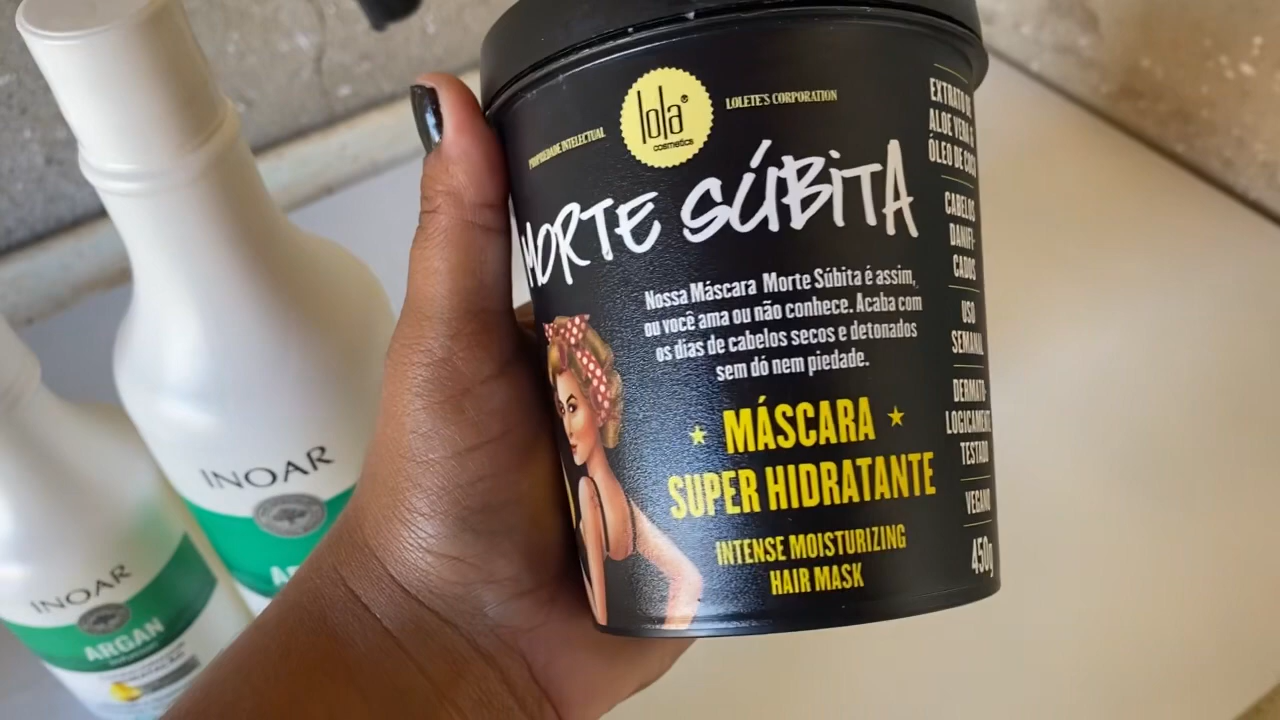 lola
cosmetics
PROPRIEDADE INTELECTUAL
LOLETE'S CORPORATION
MORTE SÚBITA
Nossa Máscara Morte Súbita é assim,
ou você ama ou não conhece. Acaba com
os dias de cabelos secos e detonados
sem dó nem piedade.
MÁSCARA
SUPER HIDRATANTE
INTENSE MOISTURIZING
HAIR MASK
EXTRATO DE
ALOE VERA &
ÓLEO DE COCO
CABELOS
DANIFI-
CADOS
USO
SEMANAL
DERMATO-
LOGICAMENTE
TESTADO
VEGANO
450g
INOAR
INOAR
ARGAN